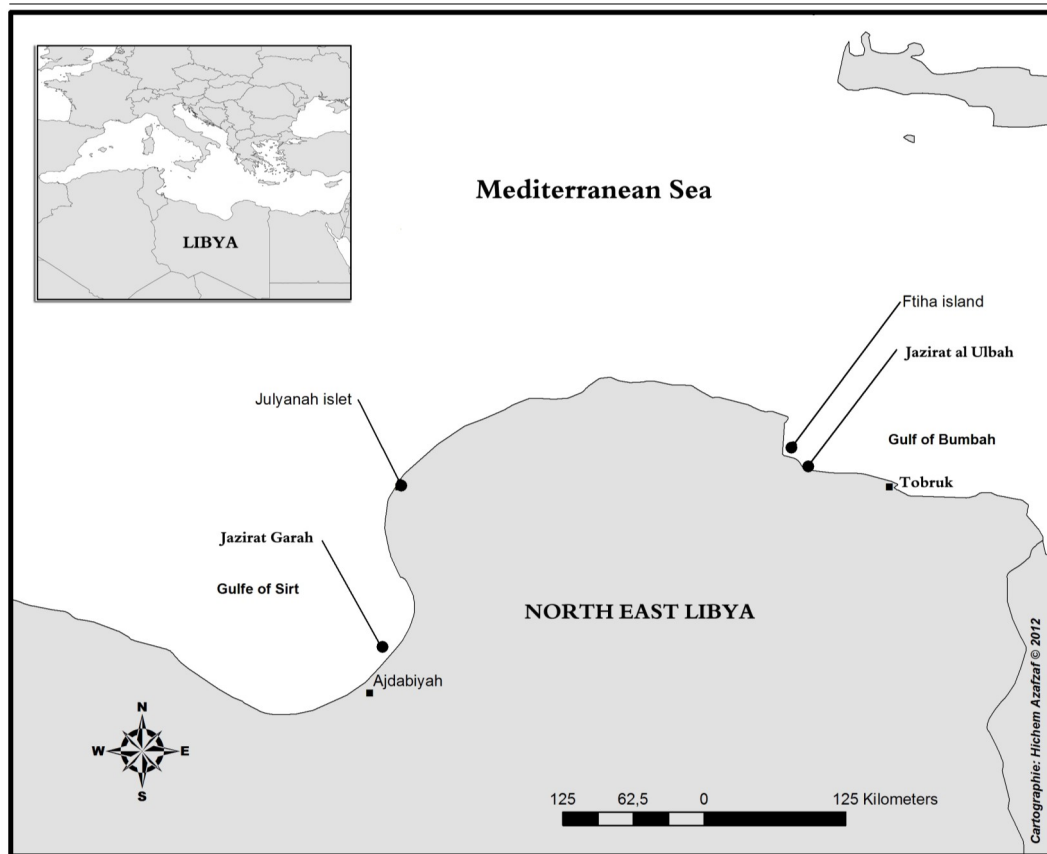 LIBYA
Mediterranean Sea
Ftiha island
Jazirat al Ulbah
Julyanah islet
Gulf of Bumbah
Tobruk
Jazirat Garah
Gulfe of Sirt
NORTH EAST LIBYA
Ajdabiyah
N
W
E
S
125 62,5 0 125 Kilometers
Cartographie: Hichem Azafzaf © 2012